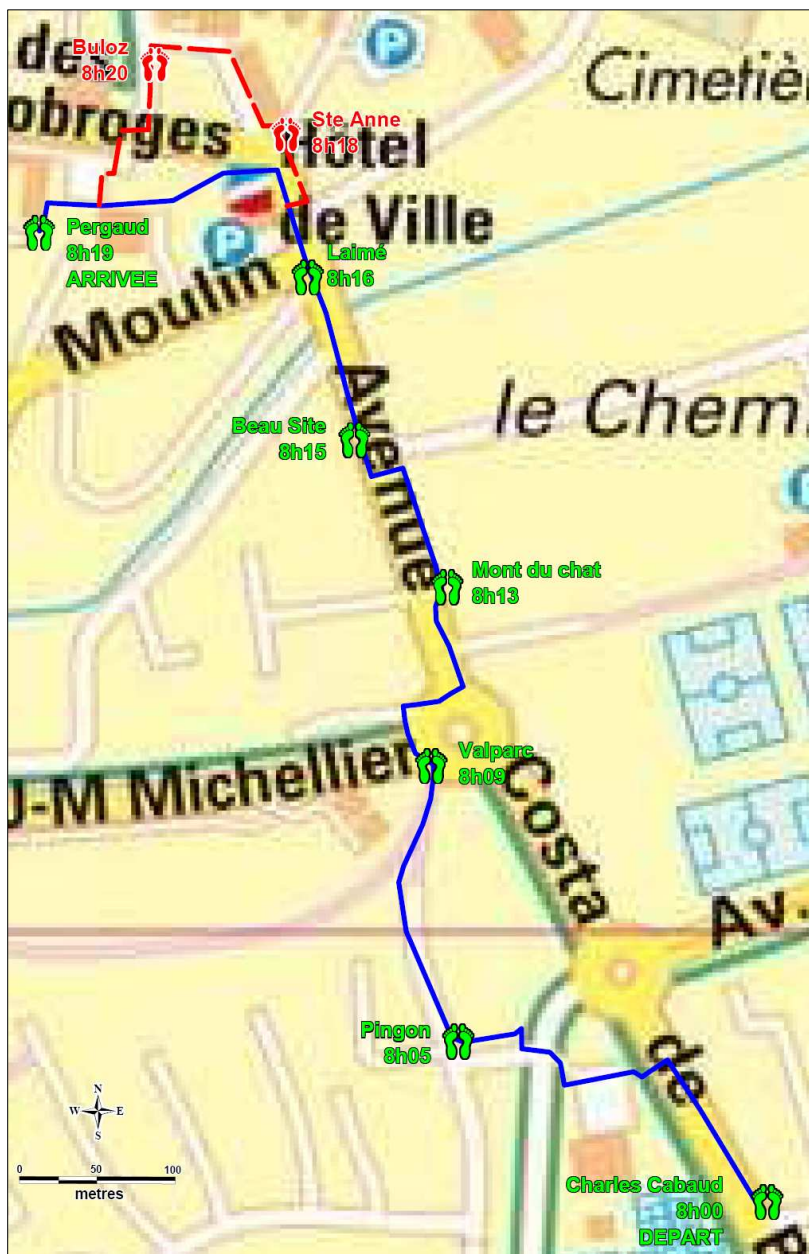 Buloz
8h20
de
obroges
P
Cimetièr
Ste Anne
8h18
Hôtel
de Ville
Pergaud
8h19
ARRIVEE
P
Laimé
8h16
Moulin
Avenue
le Chemi
Beau Site
8h15
P
Mont du chat
8h13
Valparc
8h09
J-M Michellier
Costa
Av.
Pingon
8h05
de
N
W
E
S
0 50 100
metres
Charles Cabaud
8h00
DEPART